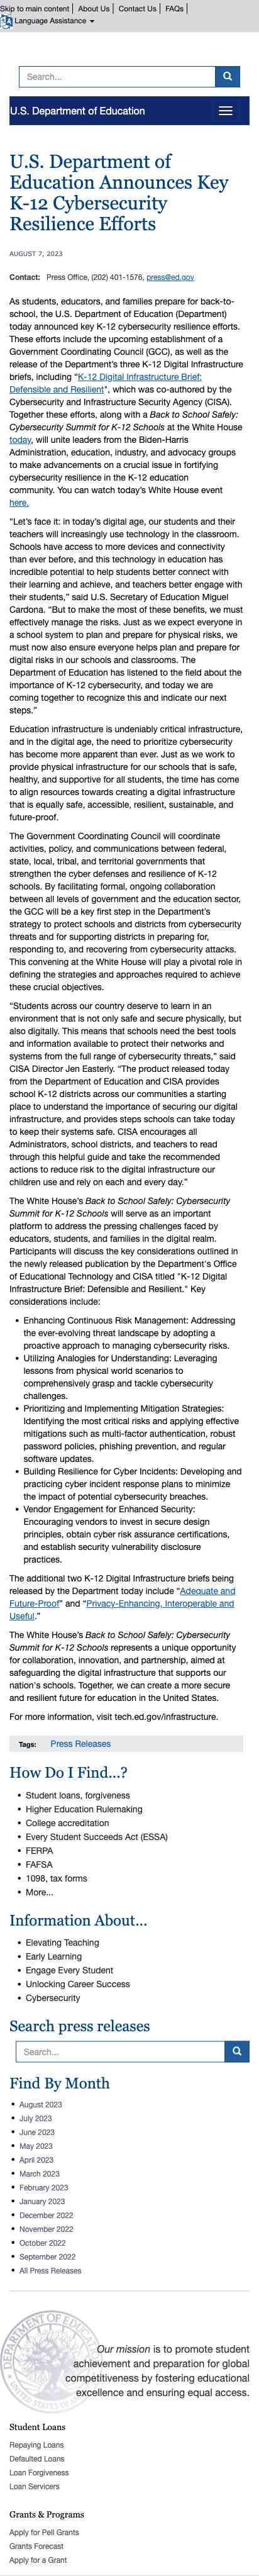 Skip to main content | About Us | Contact Us | FAQs |
Language Assistance
Search...
U.S. Department of Education
U.S. Department of
Education Announces Key
K-12 Cybersecurity
Resilience Efforts
AUGUST 7, 2023
Contact: Press Office, (202) 401-1576, press@ed.gov
As students, educators, and families prepare for back-to-
school, the U.S. Department of Education (Department)
today announced key K-12 cybersecurity resilience efforts.
These efforts include the upcoming establishment of a
Government Coordinating Council (GCC), as well as the
release of the Department's three K-12 Digital Infrastructure
briefs, including "K-12 Digital Infrastructure Brief:
Defensible and Resilient", which was co-authored by the
Cybersecurity and Infrastructure Security Agency (CISA).
Together these efforts, along with a Back to School Safely:
Cybersecurity Summit for K-12 Schools at the White House
today, will unite leaders from the Biden-Harris
Administration, education, industry, and advocacy groups
to make advancements on a crucial issue in fortifying
cybersecurity resilience in the K-12 education
community. You can watch today's White House event
here.
"Let's face it: in today's digital age, our students and their
teachers will increasingly use technology in the classroom.
Schools have access to more devices and connectivity
than ever before, and this technology in education has
incredible potential to help students better connect with
their learning and achieve, and teachers better engage with
their students," said U.S. Secretary of Education Miguel
Cardona. "But to make the most of these benefits, we must
effectively manage the risks. Just as we expect everyone in
a school system to plan and prepare for physical risks, we
must now also ensure everyone helps plan and prepare for
digital risks in our schools and classrooms. The
Department of Education has listened to the field about the
importance of K-12 cybersecurity, and today we are
coming together to recognize this and indicate our next
steps."
Education infrastructure is undeniably critical infrastructure,
and in the digital age, the need to prioritize cybersecurity
has become more apparent than ever. Just as we work to
provide physical infrastructure for our schools that is safe,
healthy, and supportive for all students, the time has come
to align resources towards creating a digital infrastructure
that is equally safe, accessible, resilient, sustainable, and
future-proof.
The Government Coordinating Council will coordinate
activities, policy, and communications between federal,
state, local, tribal, and territorial governments that
strengthen the cyber defenses and resilience of K-12
schools. By facilitating formal, ongoing collaboration
between all levels of government and the education sector,
the GCC will be a key first step in the Department's
strategy to protect schools and districts from cybersecurity
threats and for supporting districts in preparing for,
responding to, and recovering from cybersecurity attacks.
This convening at the White House will play a pivotal role in
defining the strategies and approaches required to achieve
these crucial objectives.
"Students across our country deserve to learn in an
environment that is not only safe and secure physically, but
also digitally. This means that schools need the best tools
and information available to protect their networks and
systems from the full range of cybersecurity threats," said
CISA Director Jen Easterly. "The product released today
from the Department of Education and CISA provides
school K-12 districts across our communities a starting
place to understand the importance of securing our digital
infrastructure, and provide steps schools can take today
to keep their systems safe. CISA encourages all
Administrators, school districts, and teachers to read
through this helpful guide and take the recommended
actions to reduce risk to the digital infrastructure our
children use and rely on each and every day."
The White House's Back to School Safely: Cybersecurity
Summit for K-12 Schools will serve as an important
platform to address the pressing challenges faced by
educators, students, and families in the digital realm.
Participants will discuss the key considerations outlined in
the newly released publication by the Department's Office
of Educational Technology and CISA titled "K-12 Digital
Infrastructure Brief: Defensible and Resilient." Key
considerations include:
• Enhancing Continuous Risk Management: Addressing
the ever-evolving threat landscape by adopting a
proactive approach to managing cybersecurity risks.
• Utilizing Analogies for Understanding: Leveraging
lessons from physical world scenarios to
comprehensively grasp and tackle cybersecurity
challenges.
• Prioritizing and Implementing Mitigation Strategies:
Identifying the most critical risks and applying effective
mitigations such as multi-factor authentication, robust
password policies, phishing prevention, and regular
software updates.
• Building Resilience for Cyber Incidents: Developing and
practicing cyber incident response plans to minimize
the impact of potential cybersecurity breaches.
• Vendor Engagement for Enhanced Security:
Encouraging vendors to invest in secure design
principles, obtain cyber risk assurance certifications,
and establish security vulnerability disclosure
practices.
The additional two K-12 Digital Infrastructure briefs being
released by the Department today include "Adequate and
Future-Proof" and "Privacy-Enhancing, Interoperable and
Useful."
The White House's Back to School Safely: Cybersecurity
Summit for K-12 Schools represents a unique opportunity
for collaboration, innovation, and partnership, aimed at
safeguarding the digital infrastructure that supports our
nation's schools. Together, we can create a more secure
and resilient future for education in the United States.
For more information, visit tech.ed.gov/infrastructure.
Tags: Press Releases
How Do I Find...?
• Student loans, forgiveness
• Higher Education Rulemaking
• College accreditation
• Every Student Succeeds Act (ESSA)
• FERPA
• FAFSA
• 1098, tax forms
• More...
Information About...
• Elevating Teaching
• Early Learning
• Engage Every Student
• Unlocking Career Success
• Cybersecurity
Search press releases
Search...
Find By Month
• August 2023
• July 2023
• June 2023
• May 2023
• April 2023
• March 2023
• February 2023
• January 2023
• December 2022
• November 2022
• October 2022
• September 2022
• All Press Releases
Our mission is to promote student
achievement and preparation for global
competitiveness by fostering educational
excellence and ensuring equal access.
Student Loans
Repaying Loans
Defaulted Loans
Loan Forgiveness
Loan Servicers
Grants & Programs
Apply for Pell Grants
Grants Forecast
Apply for a Grant